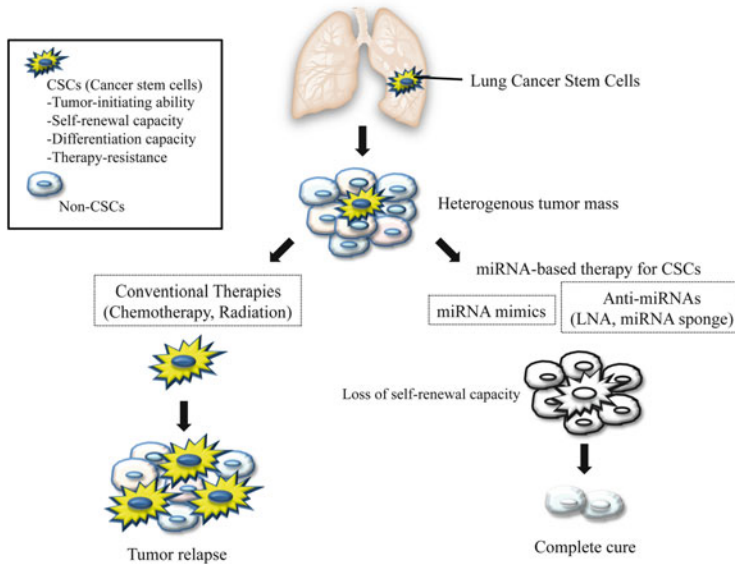 CSCs (Cancer stem cells)
-Tumor-initiating ability
-Self-renewal capacity
-Differentiation capacity
-Therapy-resistance
Non-CSCs
Lung Cancer Stem Cells
Heterogenous tumor mass
Conventional Therapies
(Chemotherapy, Radiation)
Tumor relapse
miRNA-based therapy for CSCs
miRNA mimics
Anti-miRNAs
(LNA, miRNA sponge)
Loss of self-renewal capacity
Complete cure